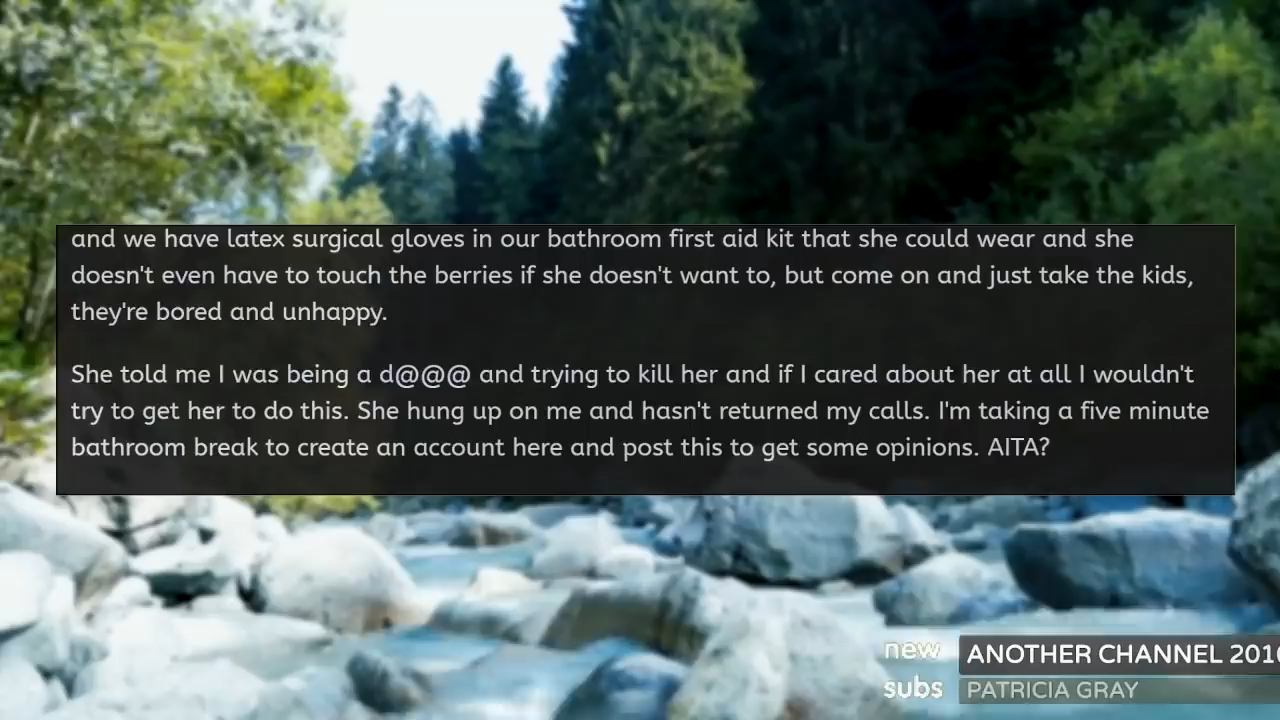 and we have latex surgical gloves in our bathroom first aid kit that she could wear and she
doesn't even have to touch the berries if she doesn't want to, but come on and just take the kids,
they're bored and unhappy.
She told me I was being a d@@@ and trying to kill her and if I cared about her at all I wouldn't
try to get her to do this. She hung up on me and hasn't returned my calls. I'm taking a five minute
bathroom break to create an account here and post this to get some opinions. AITA?
new
ANOTHER CHANNEL
subs
PATRICIA GRAY